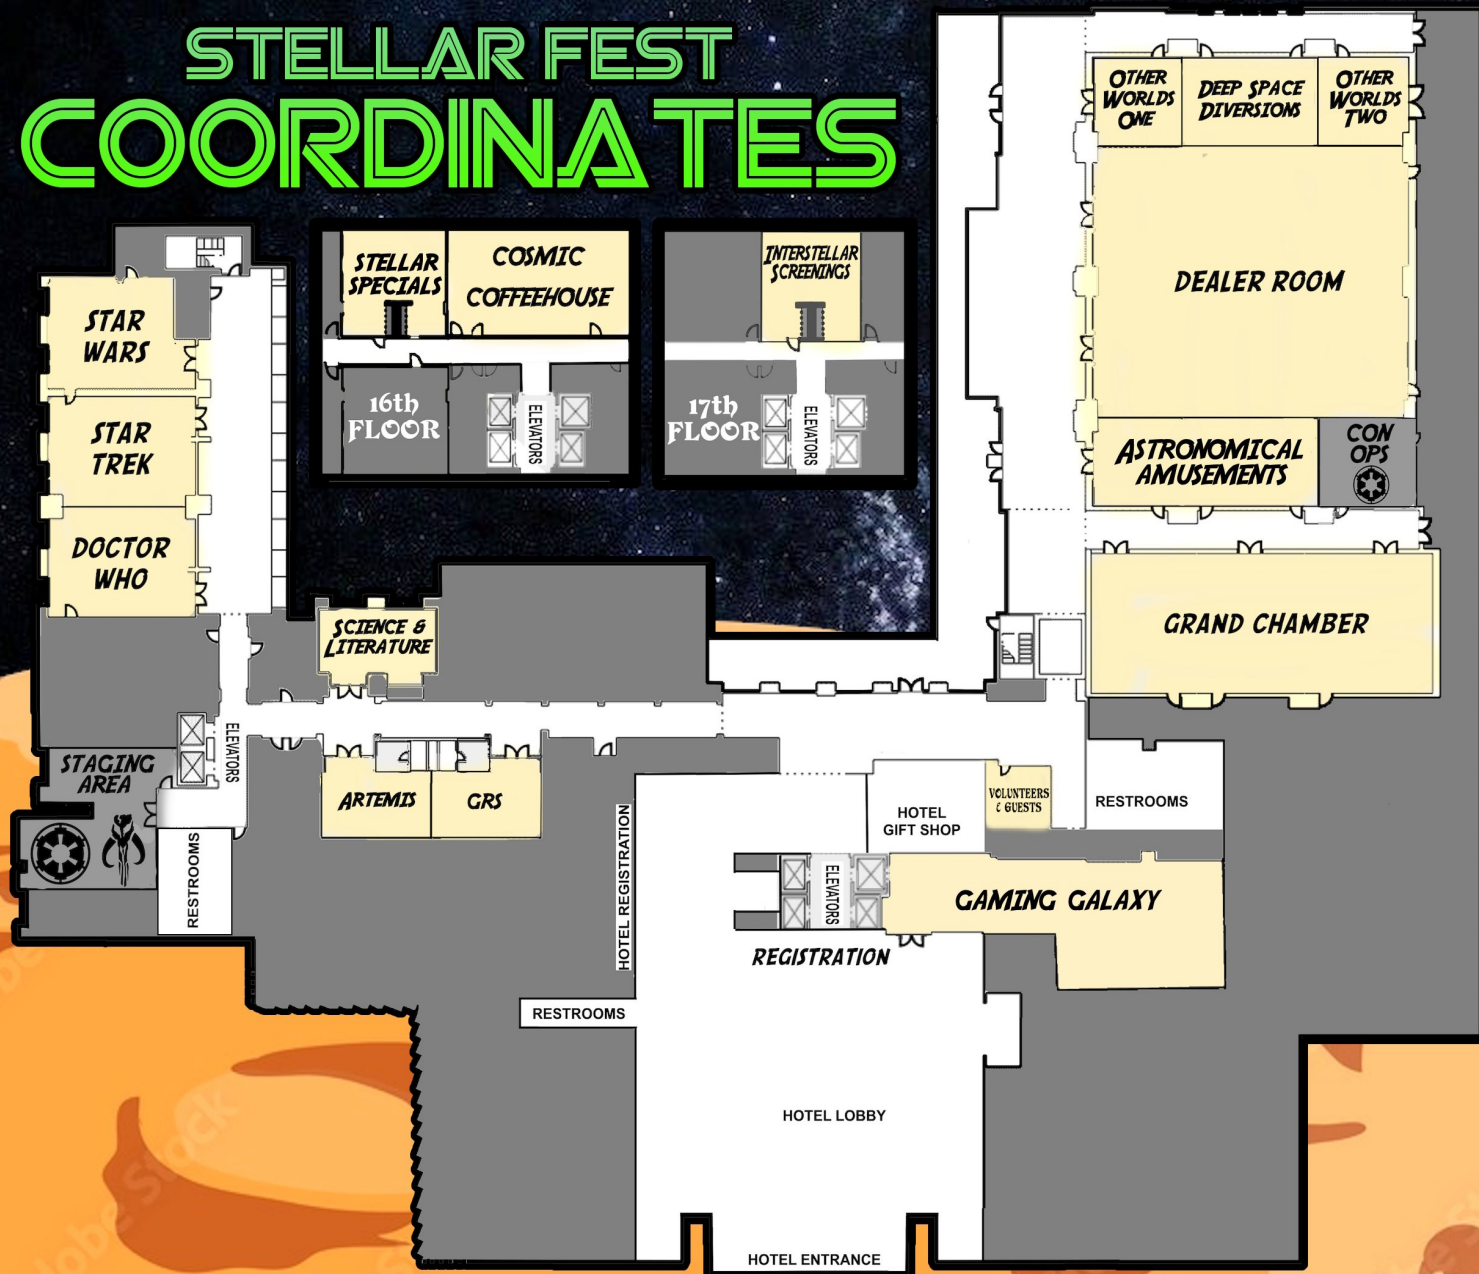 STELLAR FEST
COORDINATES
OTHER
WORLDS
ONE
DEEP SPACE
DIVERSIONS
OTHER
WORLDS
TWO
STELLAR
SPECIALS
COSMIC
COFFEEHOUSE
16th
FLOOR
ELEVATORS
INTERSTELLAR
SCREENINGS
17th
FLOOR
ELEVATORS
DEALER ROOM
STAR
WARS
STAR
TREK
DOCTOR
WHO
ASTRONOMICAL
AMUSEMENTS
CON
OPS
GRAND CHAMBER
SCIENCE &
LITERATURE
ELEVATORS
STAGING
AREA
ARTEMIS
GRS
RESTROOMS
HOTEL REGISTRATION
HOTEL
GIFT SHOP
VOLUNTEERS
& GUESTS
RESTROOMS
ELEVATORS
GAMING GALAXY
REGISTRATION
RESTROOMS
HOTEL LOBBY
HOTEL ENTRANCE
Adobe Stock